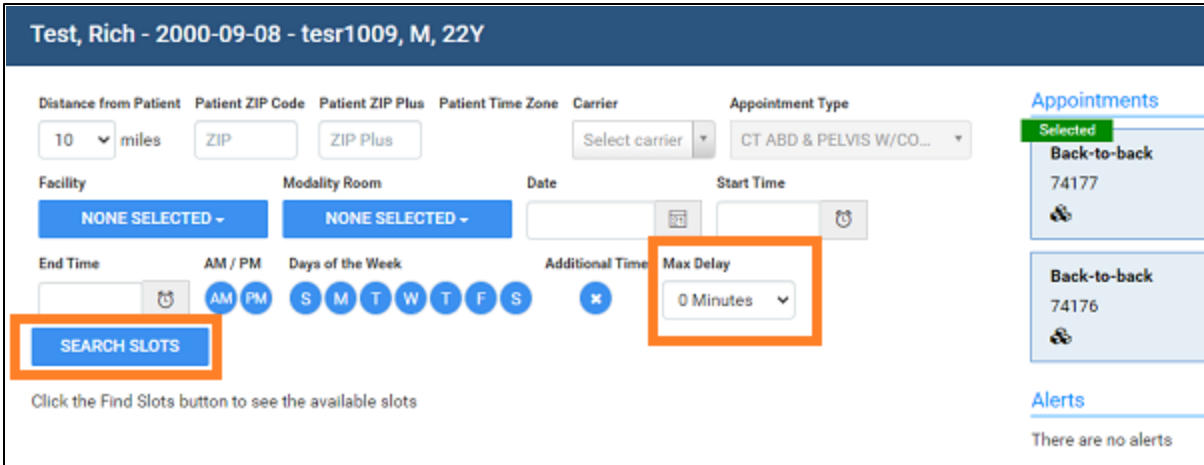 Test, Rich - 2000-09-08 - tesr1009, M, 22Y
Distance from Patient Patient ZIP Code Patient ZIP Plus Patient Time Zone Carrier Appointment Type
10 miles ZIP ZIP Plus Select carrier CT ABD & PELVIS W/CO...
Facility Modality Room Date Start Time
NONE SELECTED NONE SELECTED
End Time AM / PM Days of the Week Additional Time Max Delay
AM PM S M T W T F S 0 Minutes
SEARCH SLOTS
Click the Find Slots button to see the available slots
Appointments
Selected
Back-to-back
74177
Back-to-back
74176
Alerts
There are no alerts